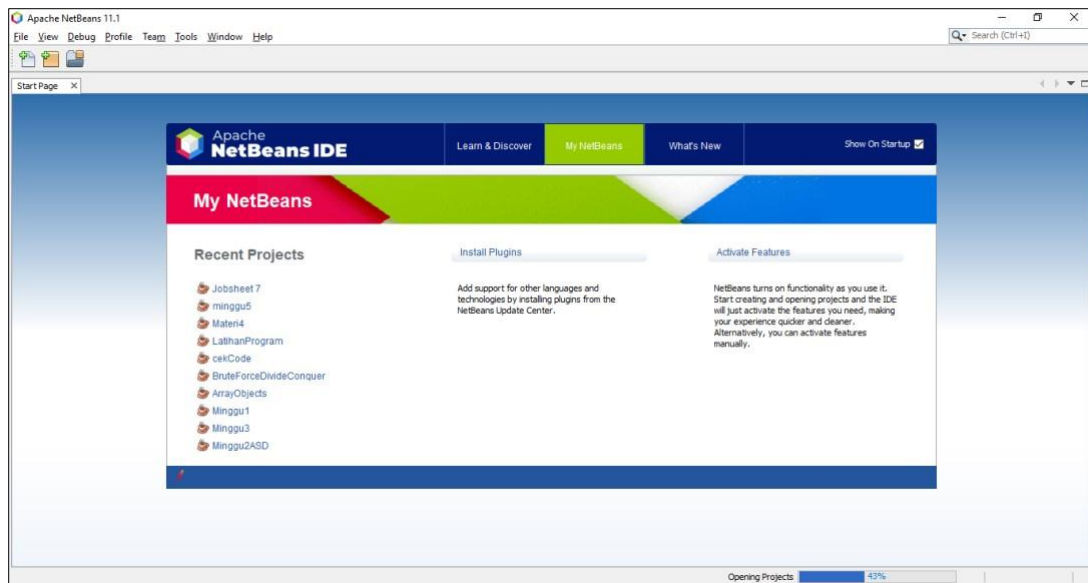 Apache NetBeans 11.1
File View Debug Profile Team Tools Window Help
Search (Ctrl+I)
Start Page
Apache
NetBeans IDE
Learn & Discover
My NetBeans
What's New
Show On Startup
My NetBeans
Recent Projects
Jobsheet 7
minggu5
Materi4
LatihanProgram
cekCode
BruteForceDivideConquer
ArrayObjects
Minggu1
Minggu3
Minggu2ASD
Install Plugins
Add support for other languages and
technologies by installing plugins from the
NetBeans Update Center.
Activate Features
NetBeans turns on functionality as you use it.
Start creating and opening projects and the IDE
will just activate the features you need, making
your experience quicker and cleaner.
Alternatively, you can activate features
manually.
Opening Projects
43%